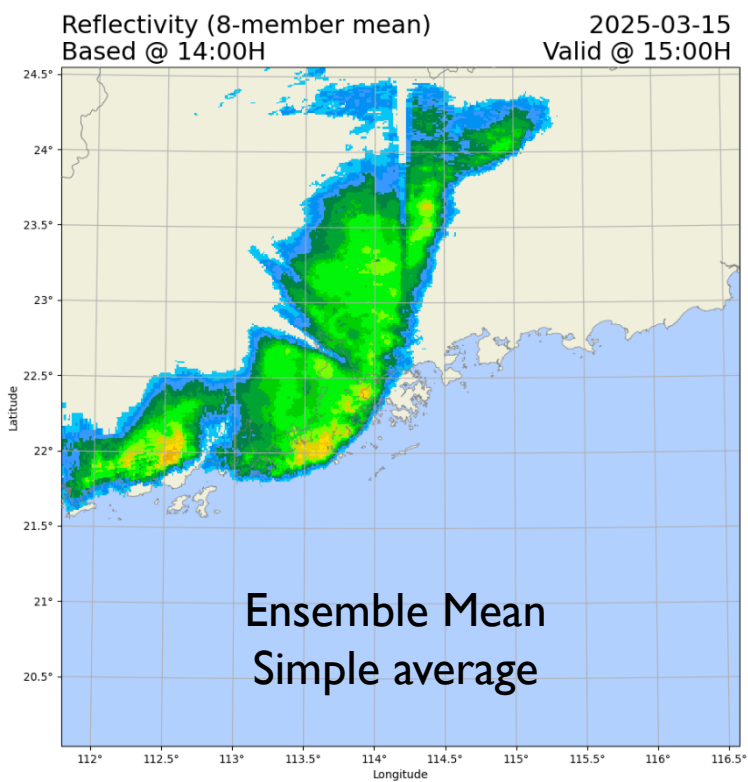 Reflectivity (8-member mean) 2025-03-15
Based @ 14:00H Valid @ 15:00H
24.5°
24°
23.5°
23°
22.5°
22°
21.5°
21°
20.5°
Latitude
Ensemble Mean
Simple average
112° 112.5° 113° 113.5° 114° 114.5° 115° 115.5° 116° 116.5°
Longitude